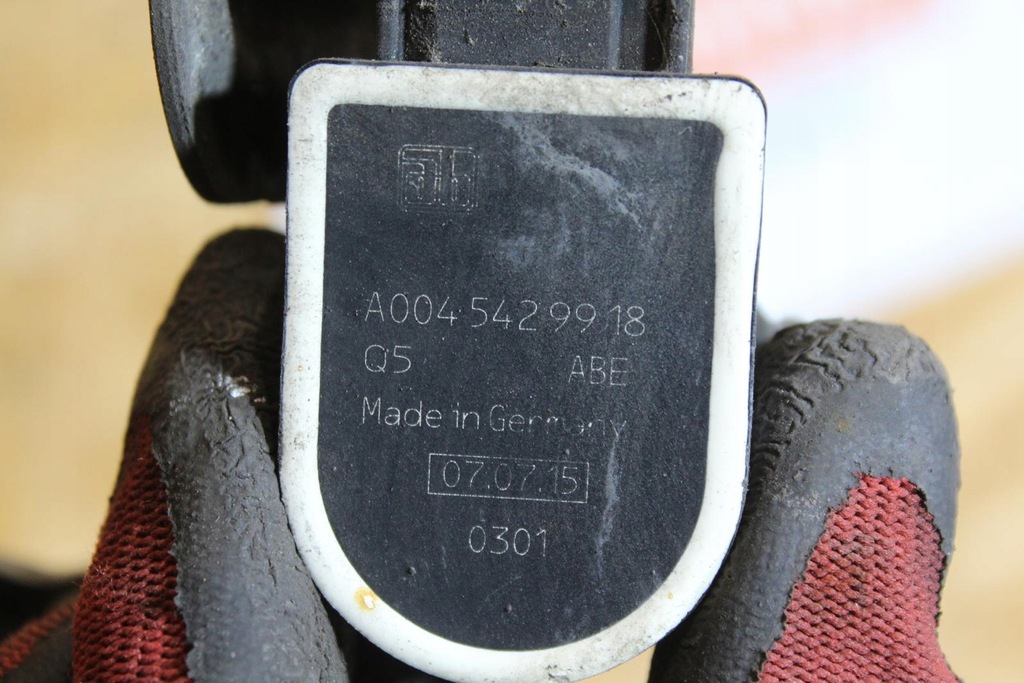 A004 542 99 18
Q5 ABE
Made in Germany
07.07.15
0301